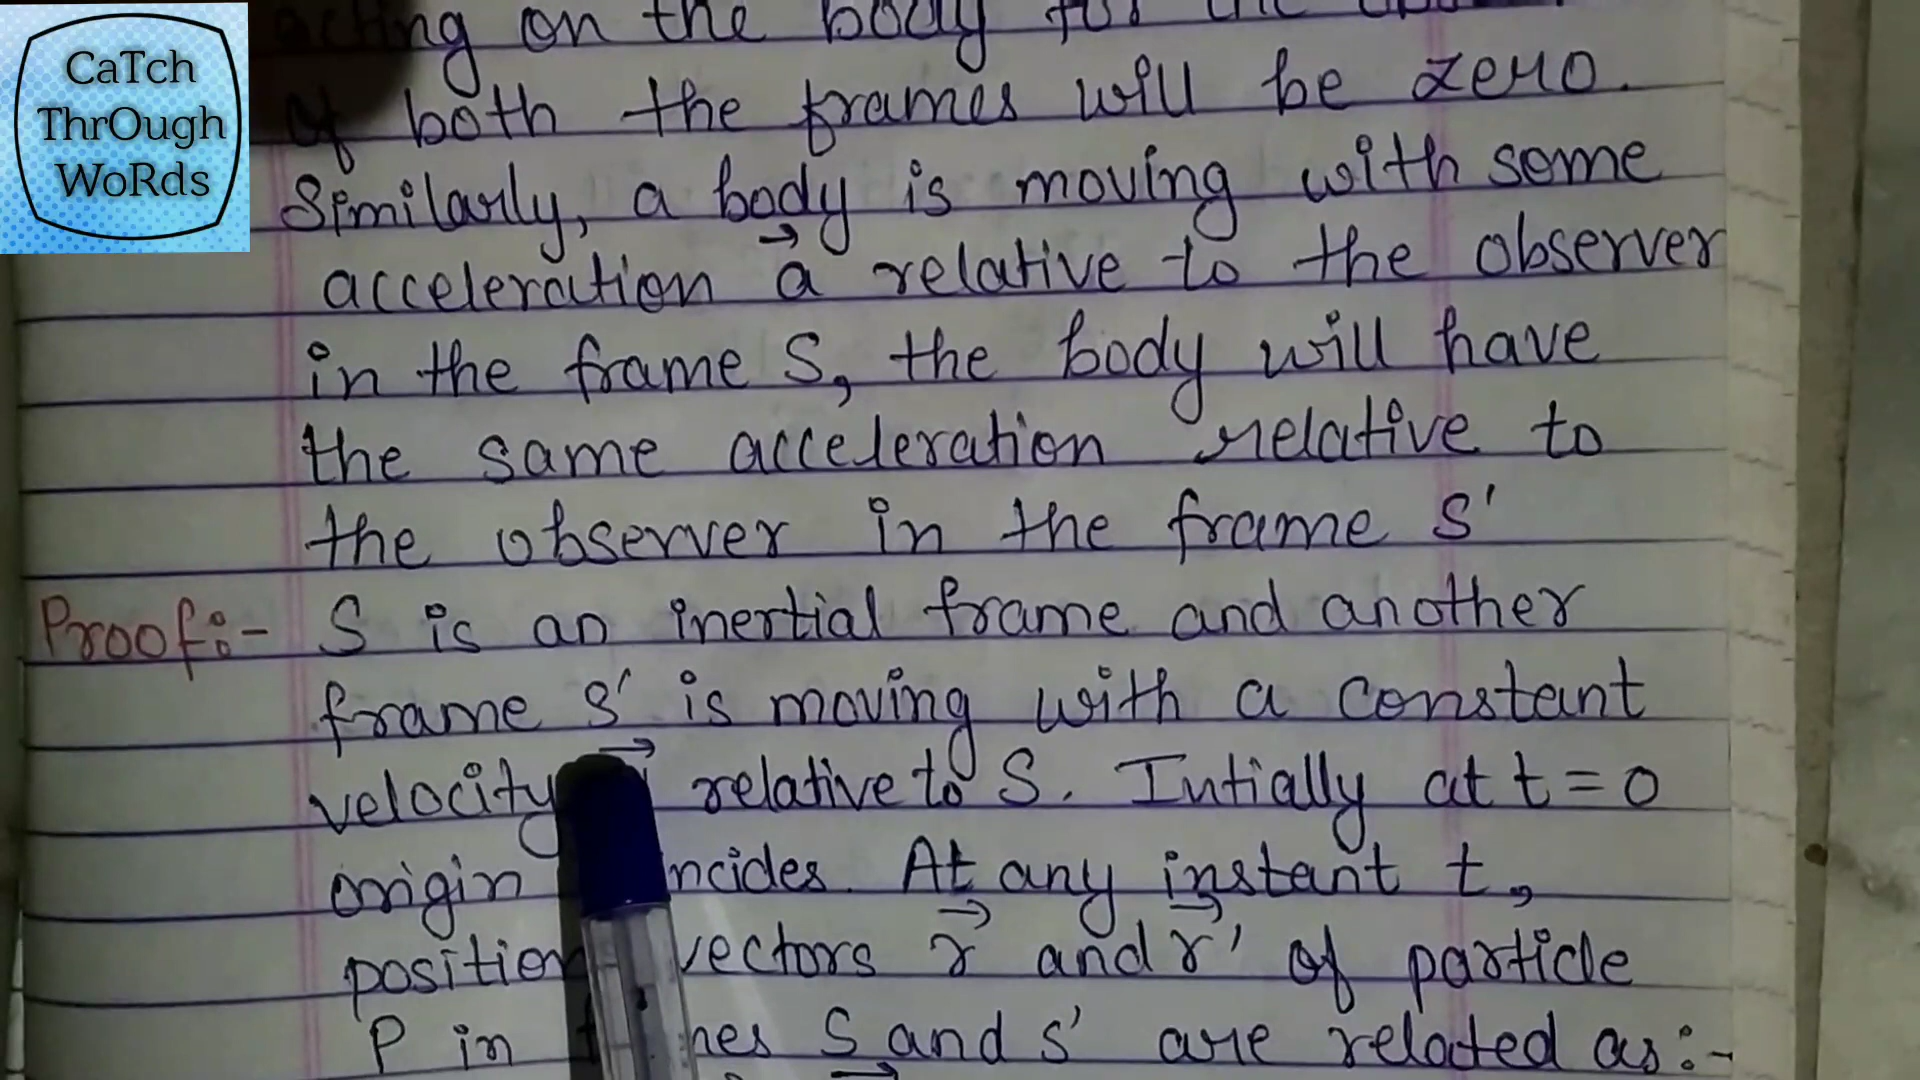 CaTch
ThrOugh
WoRds
acting on the body for the
of both the frames will be zero.
Similarly, a body is moving with some
acceleration a⃗ relative to the observer
in the frame S, the body will have
the same acceleration relative to
the observer in the frame S'
Proof:- S is an inertial frame and another
frame S' is moving with a constant
velocity relative to S. Intially at t = 0
origin At any instant t,
position vectors r⃗ and r⃗' of particle
P in S and S' are related as:-